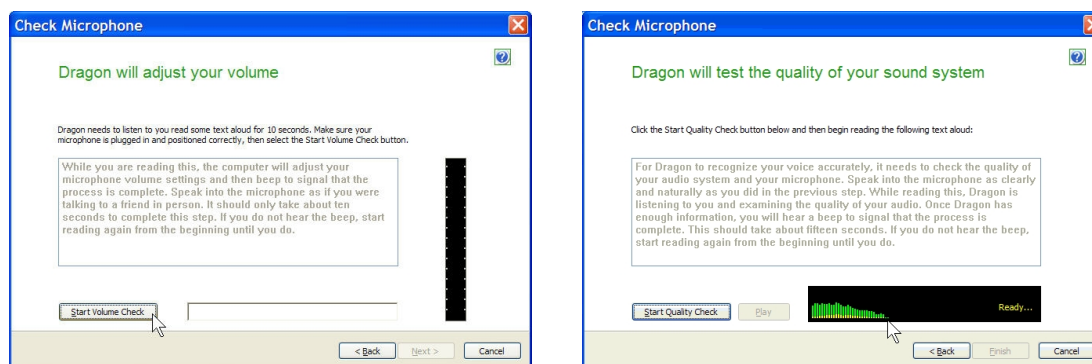 Check Microphone
Dragon will adjust your volume
Dragon needs to listen to you read some text aloud for 10 seconds. Make sure your
microphone is plugged in and positioned correctly, then select the Start Volume Check button.
While you are reading this, the computer will adjust your
microphone volume settings and then beep to signal that the
process is complete. Speak into the microphone as if you were
talking to a friend in person. It should only take about ten
seconds to complete this step. If you do not hear the beep, start
reading again from the beginning until you do.
Start Volume Check
< Back Next > Cancel
Check Microphone
Dragon will test the quality of your sound system
Click the Start Quality Check button below and then begin reading the following text aloud:
For Dragon to recognize your voice accurately, it needs to check the quality of
your audio system and your microphone. Speak into the microphone as clearly
and naturally as you did in the previous step. While reading this, Dragon is
listening to you and examining the quality of your audio. Once Dragon has
enough information, you will hear a beep to signal that the process is
complete. This should take about fifteen seconds. If you do not hear the beep,
start reading again from the beginning until you do.
Start Quality Check Play Ready...
< Back Finish Cancel